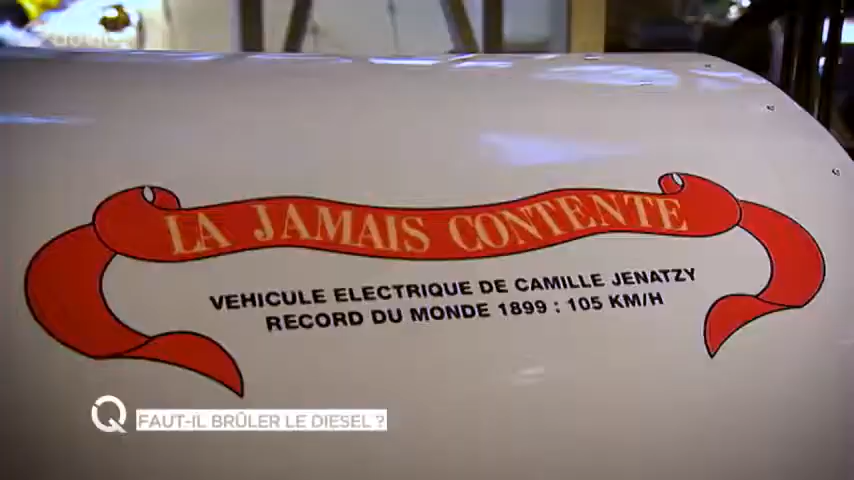 LA JAMAIS CONTENTE
VEHICULE ELECTRIQUE DE CAMILLE JENATZY
RECORD DU MONDE 1899 : 105 KM/H
Q FAUT-IL BRÛLER LE DIESEL ?